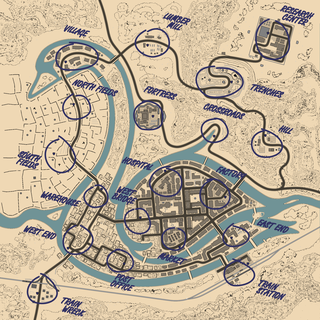 VILLAGE
LUMBER
MILL
RESEARCH
CENTER
NORTH FIELDS
FORTRESS
TRENCHES
CROSSROADS
HILL
SOUTH
FIELDS
HOSPITAL
FACTORY
WAREHOUSE
WEST
BRIDGE
WEST END
MARKET
EAST END
POST
OFFICE
TRAIN
STATION
TRAIN
WRECK